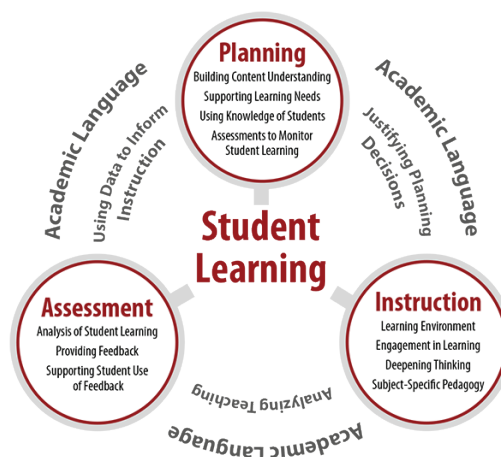 Planning
Building Content Understanding
Supporting Learning Needs
Using Knowledge of Students
Assessments to Monitor
Student Learning
Academic Language
Using Data to Inform
Instruction
Academic Language
Justifying Planning
Decisions
Student
Learning
Assessment
Analysis of Student Learning
Providing Feedback
Supporting Student Use
of Feedback
Instruction
Learning Environment
Engagement in Learning
Deepening Thinking
Subject-Specific Pedagogy
Analyzing Teaching
Academic Language